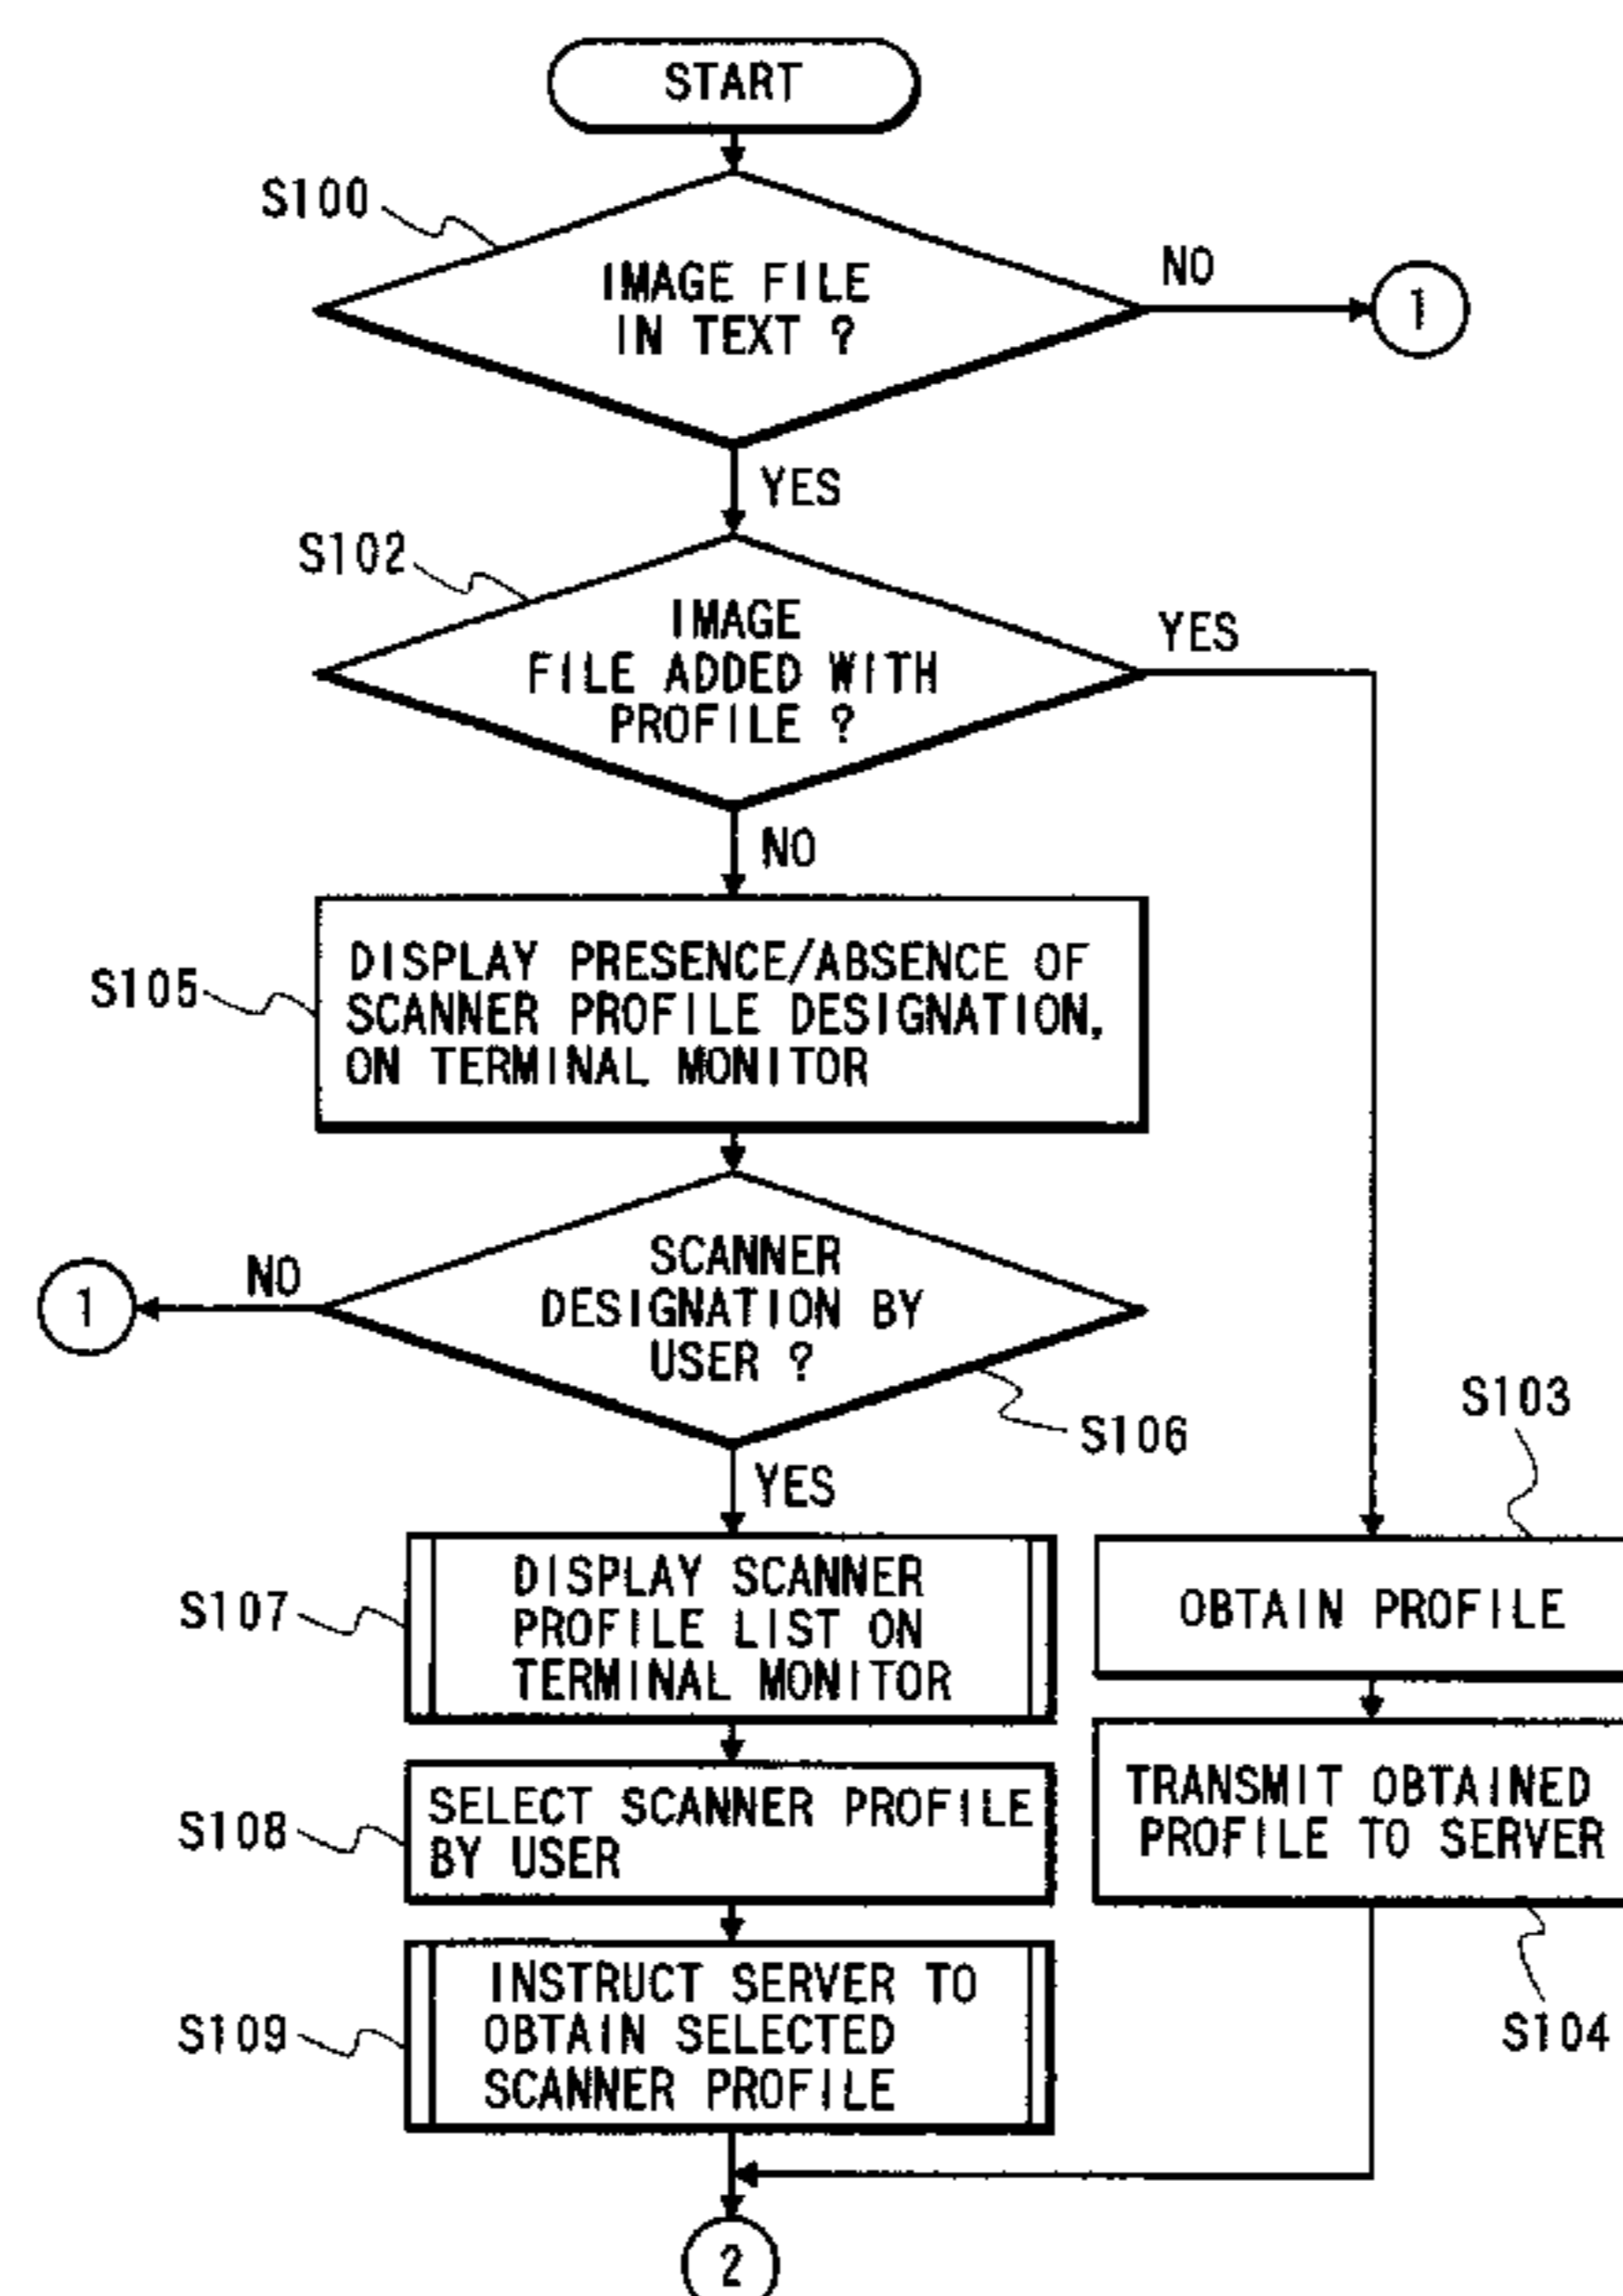 START
S100
IMAGE FILE
IN TEXT ?
NO
1
YES
S102
IMAGE
FILE ADDED WITH
PROFILE ?
YES
NO
S105
DISPLAY PRESENCE/ABSENCE OF
SCANNER PROFILE DESIGNATION,
ON TERMINAL MONITOR
1
NO
SCANNER
DESIGNATION BY
USER ?
S106
YES
S103
S107
DISPLAY SCANNER
PROFILE LIST ON
TERMINAL MONITOR
OBTAIN PROFILE
S108
SELECT SCANNER PROFILE
BY USER
TRANSMIT OBTAINED
PROFILE TO SERVER
S104
S109
INSTRUCT SERVER TO
OBTAIN SELECTED
SCANNER PROFILE
2